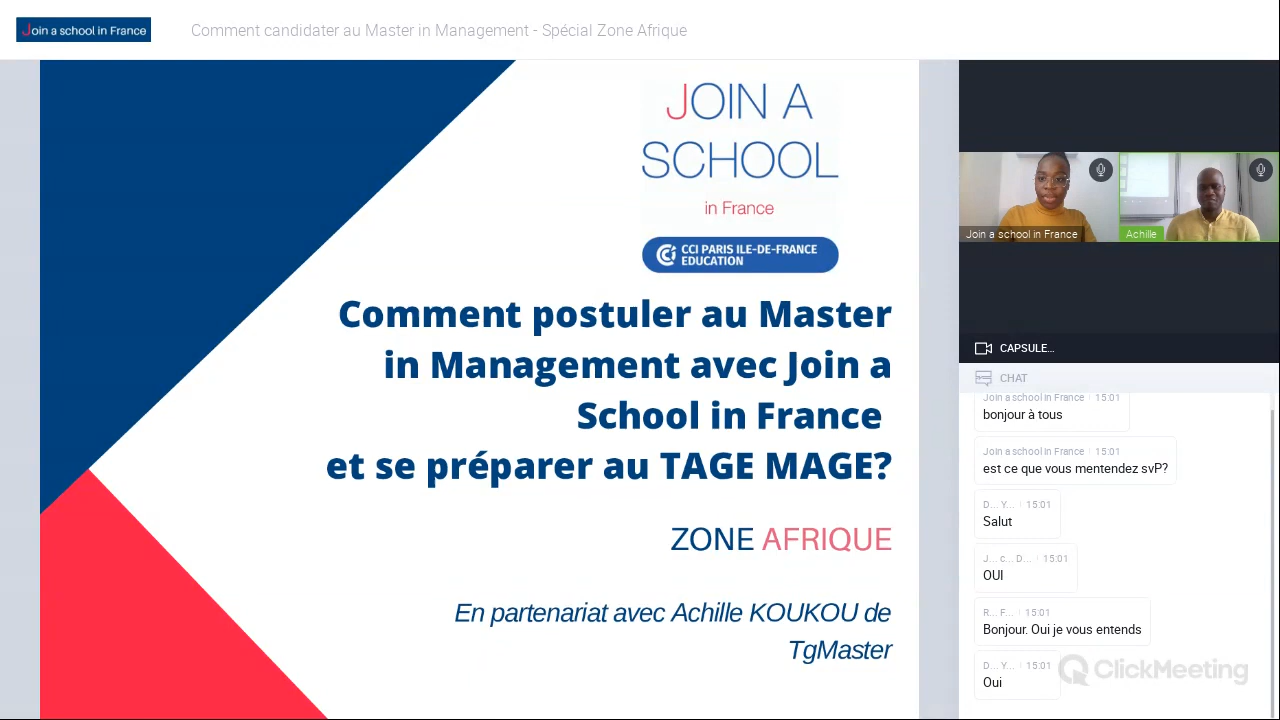 Join a school in France
Comment candidater au Master in Management - Spécial Zone Afrique
JOIN A
SCHOOL
in France
CCI PARIS ILE-DE-FRANCE
EDUCATION
Comment postuler au Master
in Management avec Join a
School in France
et se préparer au TAGE MAGE?
ZONE AFRIQUE
En partenariat avec Achille KOUKOU de
TgMaster
Join a school in France
Achille
CAPSULE...
CHAT
Join a school in France 15:01
bonjour à tous
Join a school in France 15:01
est ce que vous mentendez svP?
D... Y... 15:01
Salut
J... c... D... 15:01
OUI
R... F... 15:01
Bonjour. Oui je vous entends
D... Y... 15:01
Oui
ClickMeeting